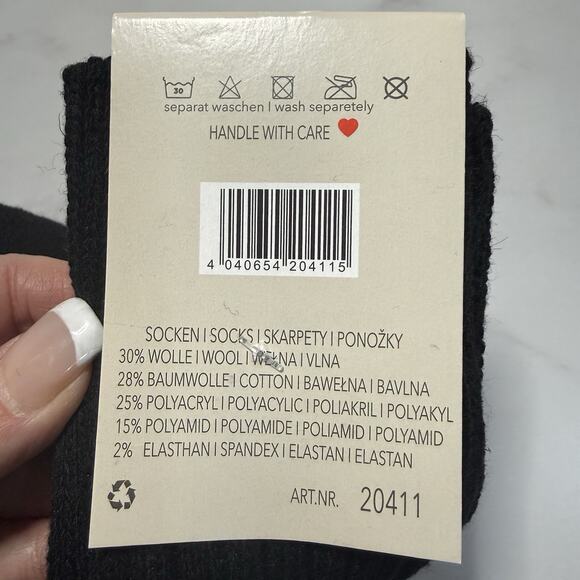 30
separat waschen | wash separetely
HANDLE WITH CARE
4 040654 204115
SOCKEN | SOCKS | SKARPETY | PONOŽKY
30% WOLLE | WOOL | WEŁNA | VLNA
28% BAUMWOLLE | COTTON | BAWEŁNA | BAVLNA
25% POLYACRYL | POLYACYLIC | POLIAKRIL | POLYAKYL
15% POLYAMID | POLYAMIDE | POLIAMID | POLYAMID
2% ELASTHAN | SPANDEX | ELASTAN | ELASTAN
ART.NR. 20411